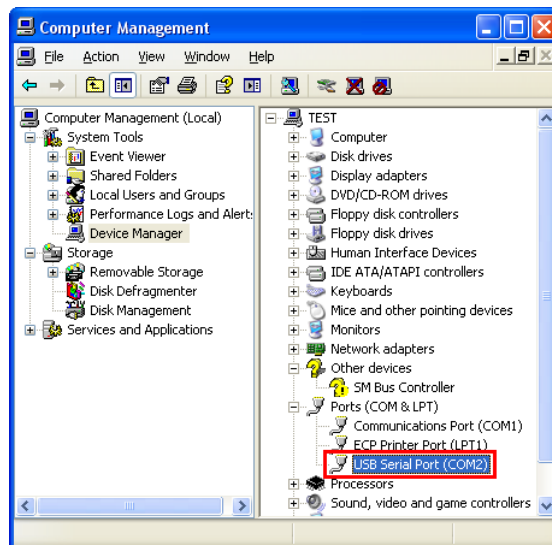 Computer Management
File Action View Window Help
Computer Management (Local)
System Tools
Event Viewer
Shared Folders
Local Users and Groups
Performance Logs and Alert
Device Manager
Storage
Removable Storage
Disk Defragmenter
Disk Management
Services and Applications
TEST
Computer
Disk drives
Display adapters
DVD/CD-ROM drives
Floppy disk controllers
Floppy disk drives
Human Interface Devices
IDE ATA/ATAPI controllers
Keyboards
Mice and other pointing devices
Monitors
Network adapters
Other devices
SM Bus Controller
Ports (COM & LPT)
Communications Port (COM1)
ECP Printer Port (LPT1)
USB Serial Port (COM2)
Processors
Sound, video and game controllers